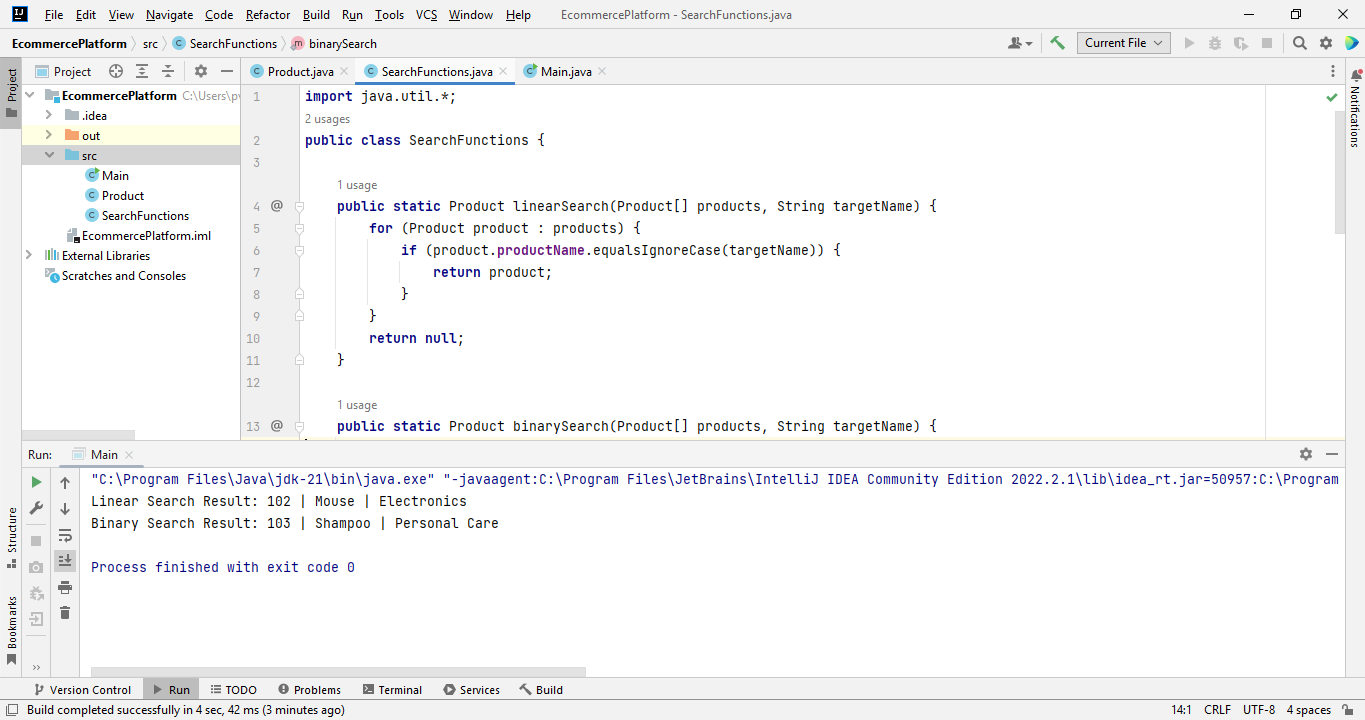 File Edit View Navigate Code Refactor Build Run Tools VCS Window Help EcommercePlatform - SearchFunctions.java
EcommercePlatform src SearchFunctions binarySearch Current File
Project
Project
Product.java SearchFunctions.java Main.java
Notifications
EcommercePlatform C:\Users\p
.idea
out
src
Main
Product
SearchFunctions
EcommercePlatform.iml
External Libraries
Scratches and Consoles
1 import java.util.*;
2 usages
2 public class SearchFunctions {
3
1 usage
4 @ public static Product linearSearch(Product[] products, String targetName) {
5 for (Product product : products) {
6 if (product.productName.equalsIgnoreCase(targetName)) {
7 return product;
8 }
9 }
10 return null;
11 }
12
1 usage
13 @ public static Product binarySearch(Product[] products, String targetName) {
Run: Main
"C:\Program Files\Java\jdk-21\bin\java.exe" "-javaagent:C:\Program Files\JetBrains\IntelliJ IDEA Community Edition 2022.2.1\lib\idea_rt.jar=50957:C:\Program
Linear Search Result: 102 | Mouse | Electronics
Binary Search Result: 103 | Shampoo | Personal Care
Process finished with exit code 0
Structure
Bookmarks
Version Control Run TODO Problems Terminal Services Build
Build completed successfully in 4 sec, 42 ms (3 minutes ago) 14:1 CRLF UTF-8 4 spaces